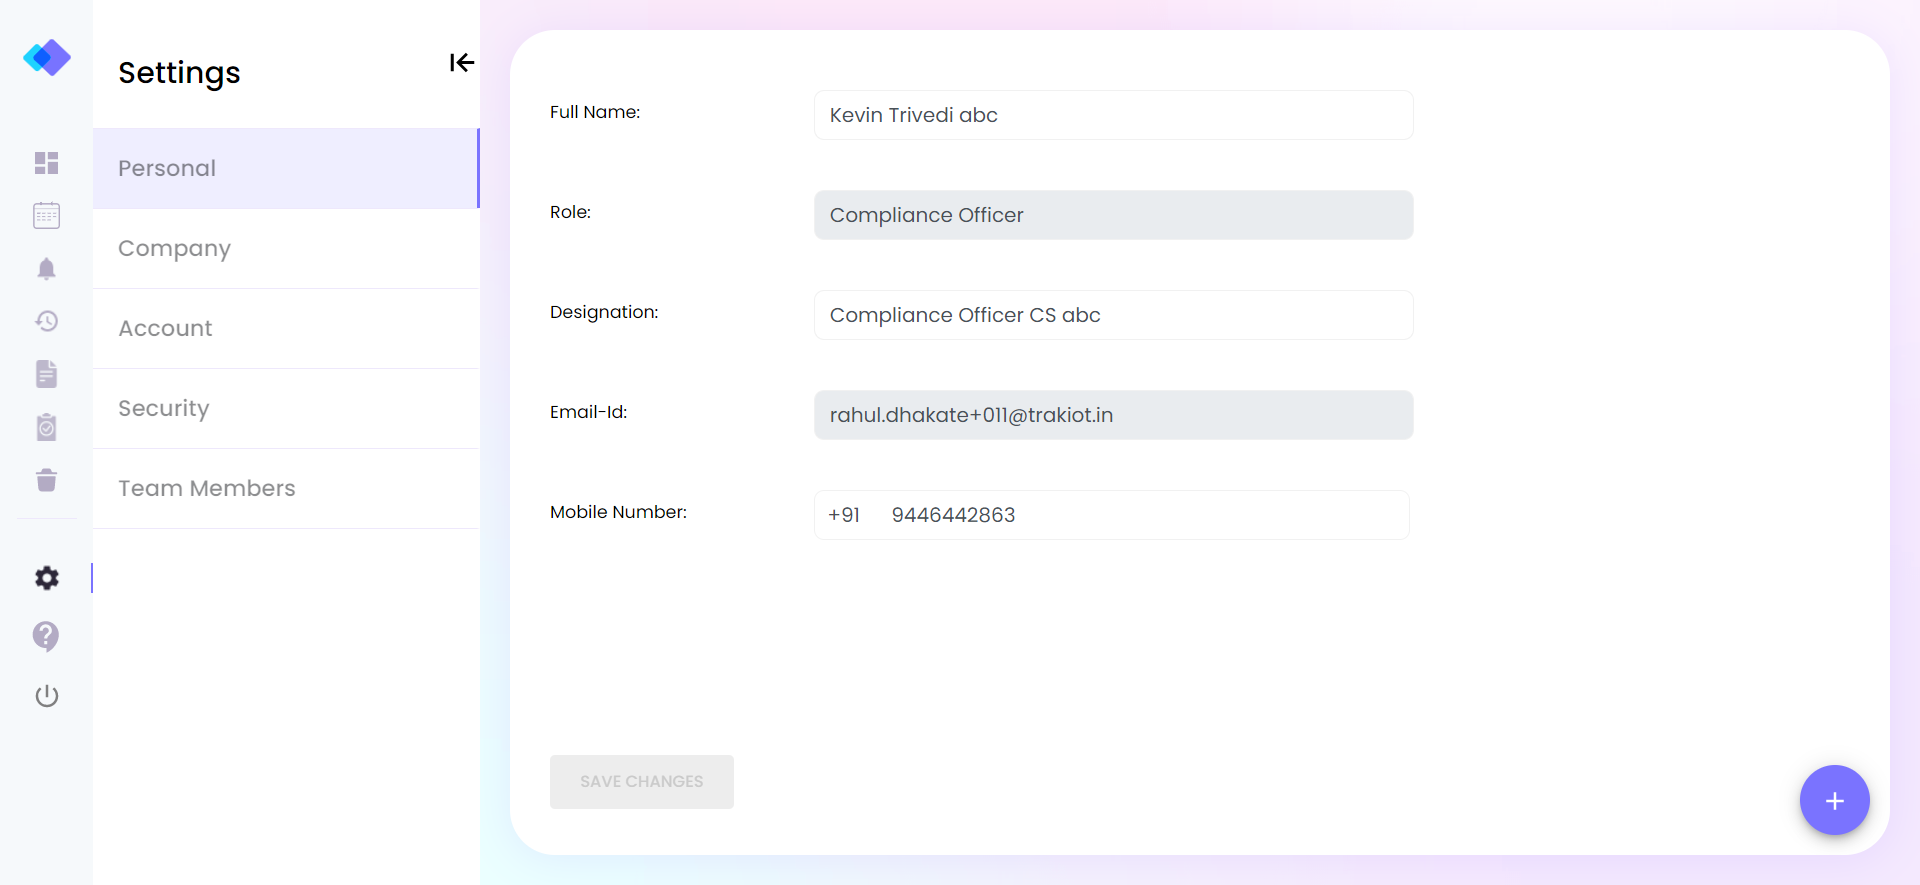 Settings
Personal
Company
Account
Security
Team Members
Full Name:
Kevin Trivedi abc
Role:
Compliance Officer
Designation:
Compliance Officer CS abc
Email-Id:
rahul.dhakate+011@trakiot.in
Mobile Number:
+91 9446442863
SAVE CHANGES